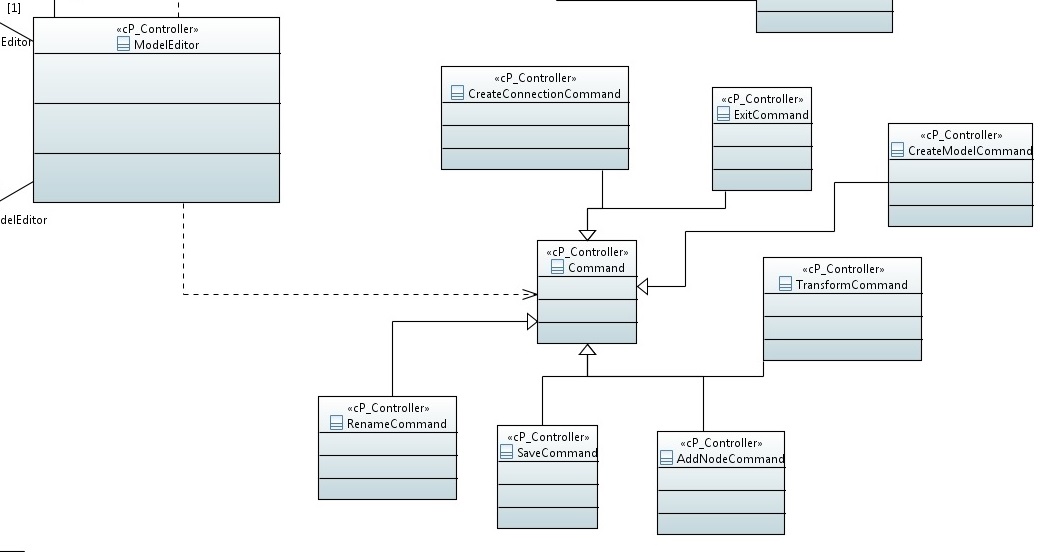 [1]
Editor
«cP_Controller»
ModelEditor
delEditor
«cP_Controller»
CreateConnectionCommand
«cP_Controller»
ExitCommand
«cP_Controller»
CreateModelCommand
«cP_Controller»
Command
«cP_Controller»
TransformCommand
«cP_Controller»
RenameCommand
«cP_Controller»
SaveCommand
«cP_Controller»
AddNodeCommand